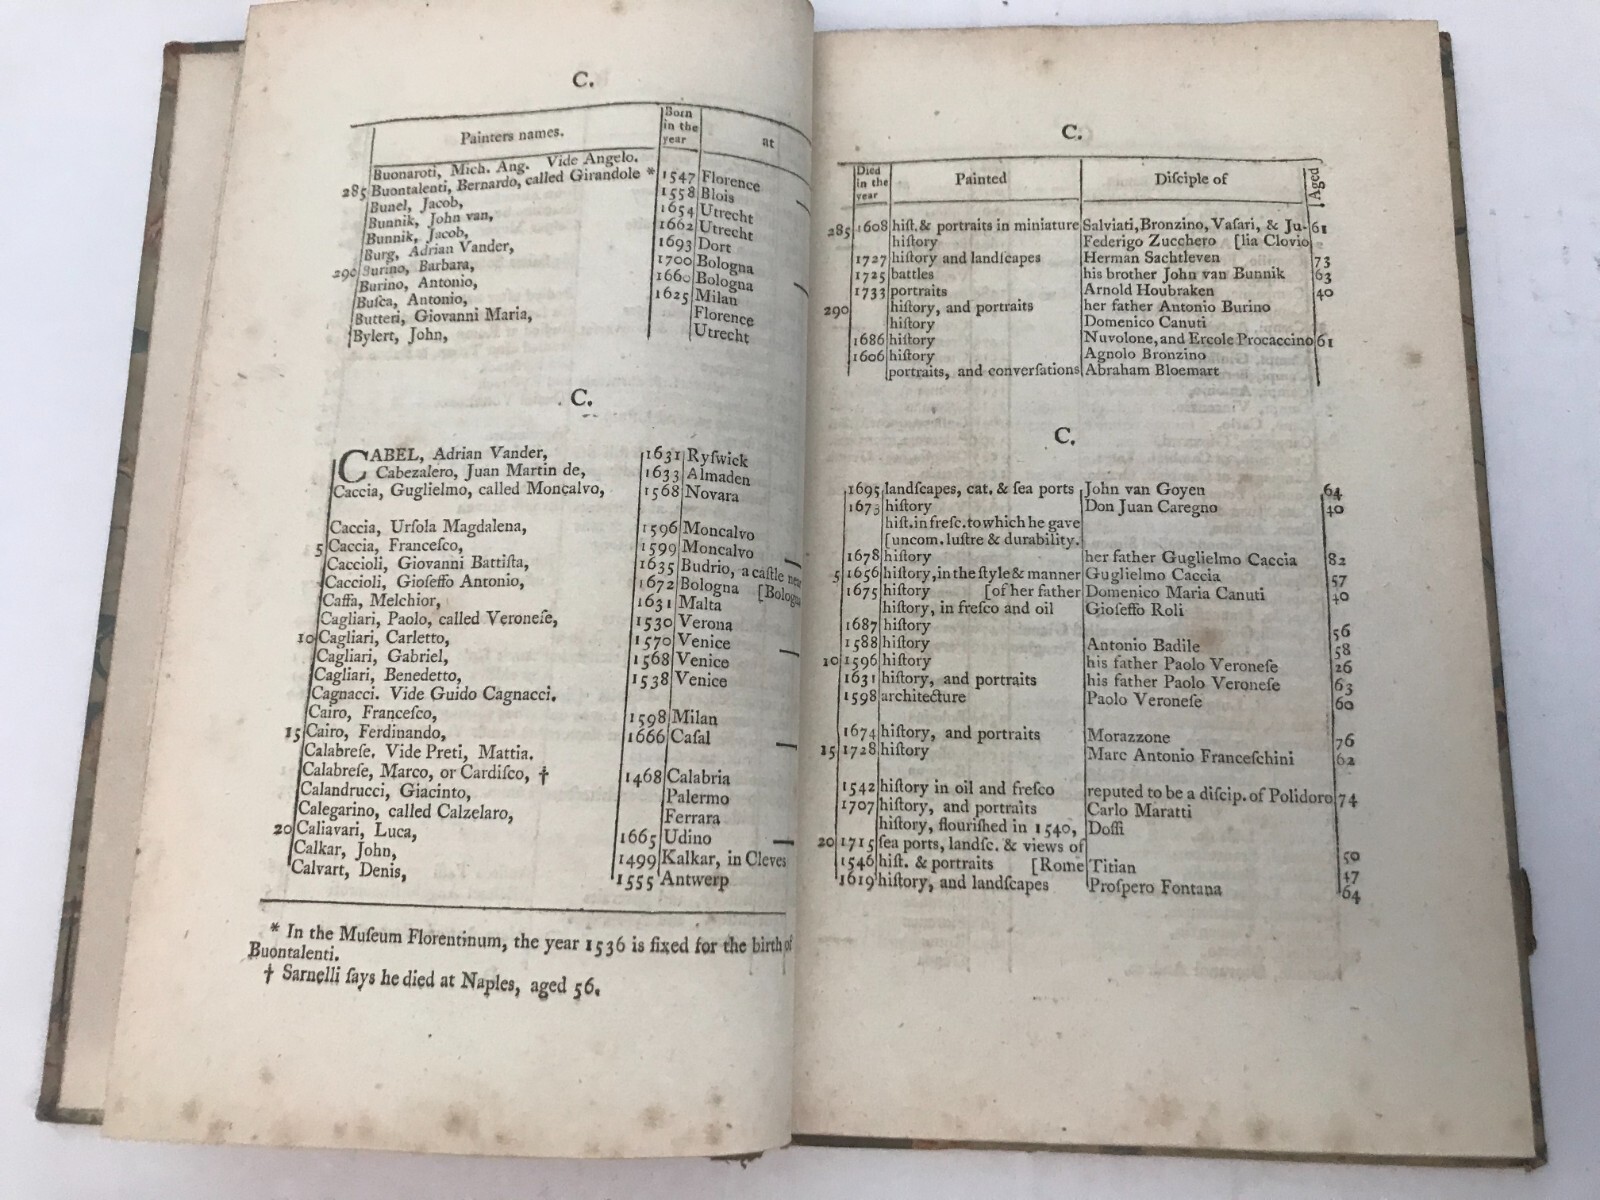 C.
Painters names. Born in the year at
Buonaroti, Mich. Ang. Vide Angelo.
285 Buontalenti, Bernardo, called Girandole * 1547 Florence
Bunel, Jacob, 1558 Blois
Bunnik, John van, 1654 Utrecht
Bunnik, Jacob, 1662 Utrecht
Burg, Adrian Vander, 1693 Dort
290 Burino, Barbara, 1700 Bologna
Burino, Antonio, 1660 Bologna
Buſca, Antonio, 1625 Milan
Butteri, Giovanni Maria, Florence
Bylert, John, Utrecht
C.
CABEL, Adrian Vander, 1631 Ryſwick
Cabezalero, Juan Martin de, 1633 Almaden
Caccia, Guglielmo, called Moncalvo, 1568 Novara
Caccia, Urſola Magdalena, 1596 Moncalvo
5 Caccia, Franceſco, 1599 Moncalvo
Caccioli, Giovanni Battiſta, 1635 Budrio, a caſtle near
Caccioli, Gioſeffo Antonio, 1672 Bologna [Bologna
Caffa, Melchior, 1631 Malta
Cagliari, Paolo, called Veroneſe, 1530 Verona
10 Cagliari, Carletto, 1570 Venice
Cagliari, Gabriel, 1568 Venice
Cagliari, Benedetto, 1538 Venice
Cagnacci. Vide Guido Cagnacci.
Cairo, Franceſco, 1598 Milan
15 Cairo, Ferdinando, 1666 Caſal
Calabreſe. Vide Preti, Mattia.
Calabreſe, Marco, or Cardiſco, † 1468 Calabria
Calandrucci, Giacinto, Palermo
Calegarino, called Calzelaro, Ferrara
20 Caliavari, Luca, 1665 Udino
Calkar, John, 1499 Kalkar, in Cleves
Calvart, Denis, 1555 Antwerp
* In the Muſeum Florentinum, the year 1536 is fixed for the birth of
Buontalenti.
† Sarnelli ſays he died at Naples, aged 56.
C.
Died in the year Painted Diſciple of Aged
285 1608 hiſt. & portraits in miniature Salviati, Bronzino, Vaſari, & Ju- 61
hiſtory Federigo Zucchero [lia Clovio
1727 hiſtory and landſcapes Herman Sachtleven 73
1725 battles his brother John van Bunnik 63
1733 portraits Arnold Houbraken 40
290 hiſtory, and portraits her father Antonio Burino
hiſtory Domenico Canuti
1686 hiſtory Nuvolone, and Ercole Procaccino 61
1606 hiſtory Agnolo Bronzino
portraits, and converſations Abraham Bloemart
C.
1695 landſcapes, cat. & ſea ports John van Goyen 64
1673 hiſtory Don Juan Caregno 40
hiſt. in freſc. to which he gave
[uncom. luſtre & durability.
1678 hiſtory her father Guglielmo Caccia 82
5 1656 hiſtory, in the ſtyle & manner Guglielmo Caccia 57
1675 hiſtory [of her father Domenico Maria Canuti 40
hiſtory, in freſco and oil Gioſeffo Roli
1687 hiſtory 56
1588 hiſtory Antonio Badile 58
10 1596 hiſtory his father Paolo Veroneſe 26
1631 hiſtory, and portraits his father Paolo Veroneſe 63
1598 architecture Paolo Veroneſe 60
1674 hiſtory, and portraits Morazzone 76
15 1728 hiſtory Marc Antonio Franceſchini 62
1542 hiſtory in oil and freſco reputed to be a diſcip. of Polidoro 74
1707 hiſtory, and portraits Carlo Maratti
hiſtory, flouriſhed in 1540, Doſſi
20 1715 ſea ports, landſc. & views of 50
1546 hiſt. & portraits [Rome Titian 47
1619 hiſtory, and landſcapes Proſpero Fontana 64